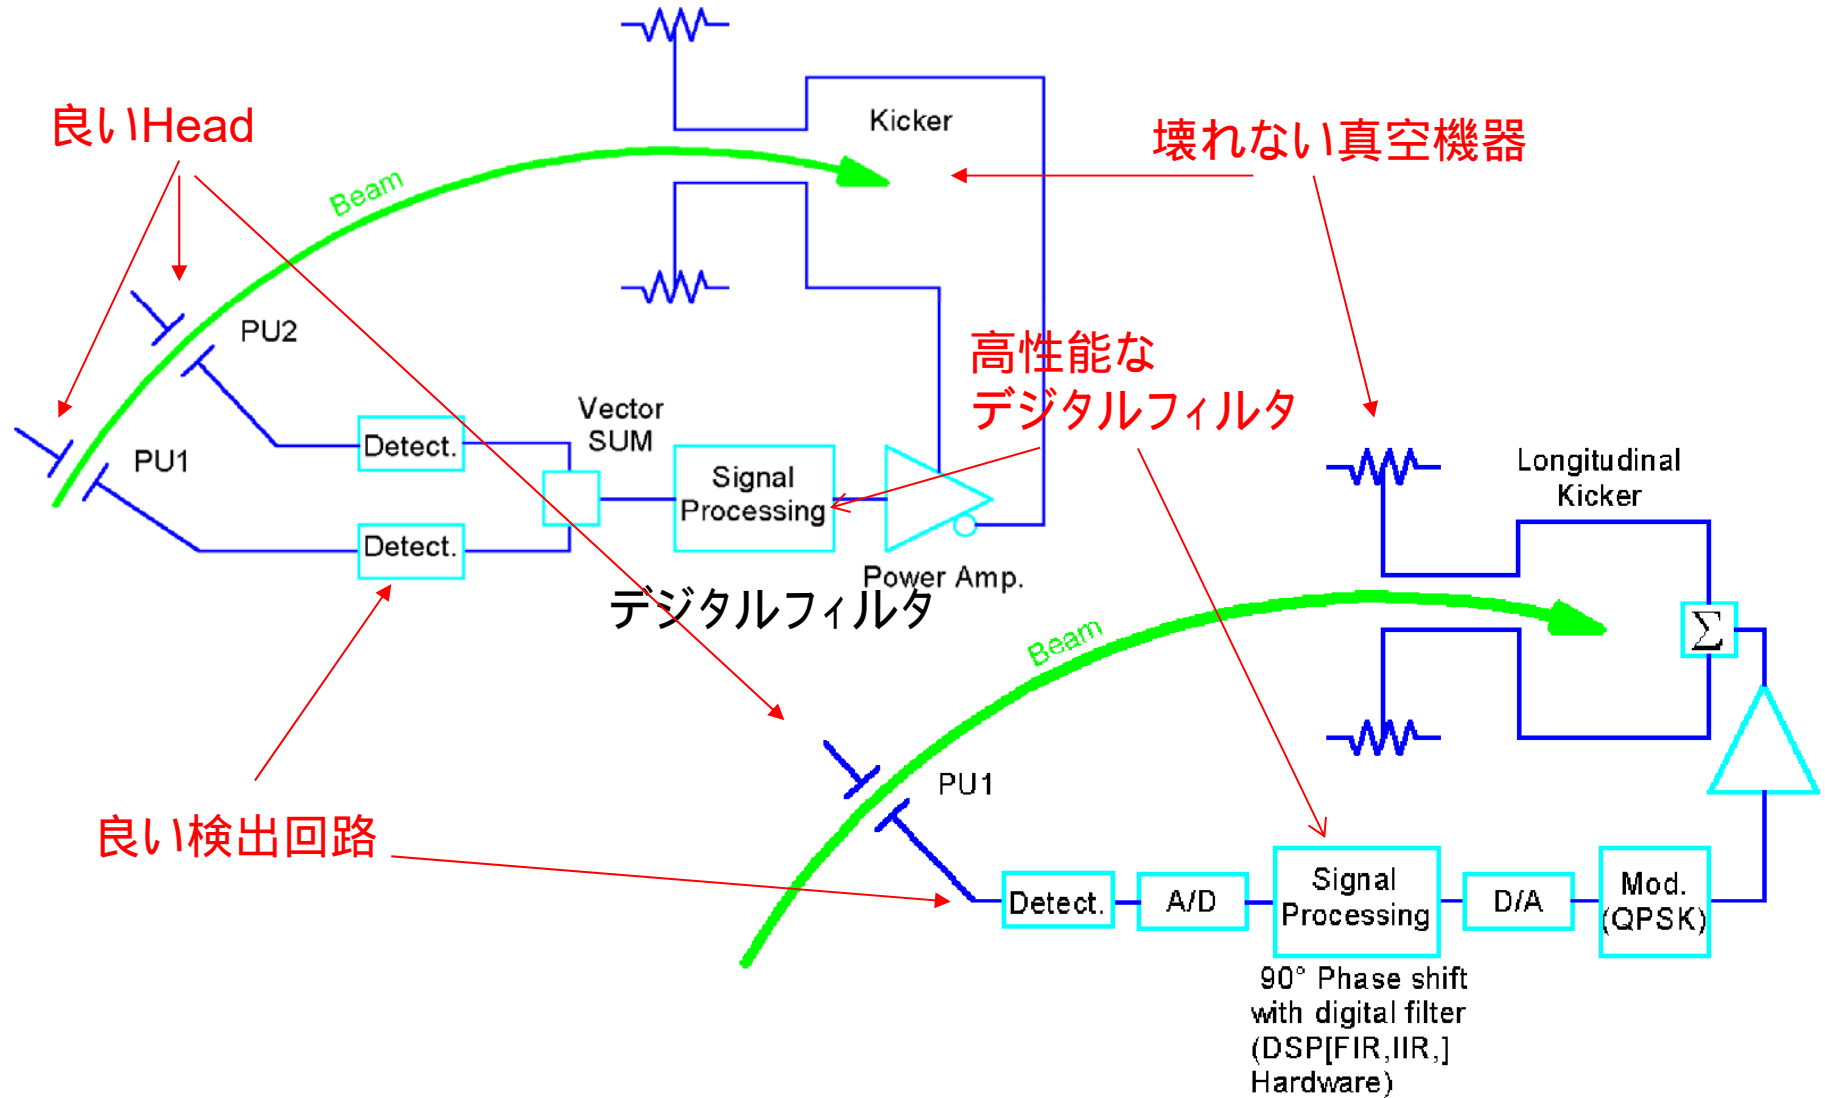 良いHead
Kicker
壊れない真空機器
Beam
PU2
高性能な
デジタルフィルタ
Vector
SUM
Detect.
PU1
Signal
Processing
Longitudinal
Kicker
Detect.
Power Amp.
デジタルフィルタ
Beam
Σ
PU1
良い検出回路
Detect.
A/D
Signal
Processing
D/A
Mod.
(QPSK)
90° Phase shift
with digital filter
(DSP[FIR,IIR,]
Hardware)